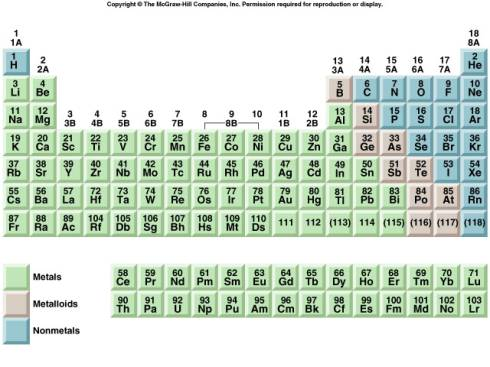 Copyright © The McGraw-Hill Companies, Inc. Permission required for reproduction or display.
1 18
1A 8A
1 2
H 2 13 14 15 16 17 He
2A 3A 4A 5A 6A 7A
3 4 5 6 7 8 9 10
Li Be B C N O F Ne
11 12 3 4 5 6 7 8 9 10 11 12 13 14 15 16 17 18
Na Mg 3B 4B 5B 6B 7B 8B 1B 2B Al Si P S Cl Ar
19 20 21 22 23 24 25 26 27 28 29 30 31 32 33 34 35 36
K Ca Sc Ti V Cr Mn Fe Co Ni Cu Zn Ga Ge As Se Br Kr
37 38 39 40 41 42 43 44 45 46 47 48 49 50 51 52 53 54
Rb Sr Y Zr Nb Mo Tc Ru Rh Pd Ag Cd In Sn Sb Te I Xe
55 56 57 72 73 74 75 76 77 78 79 80 81 82 83 84 85 86
Cs Ba La Hf Ta W Re Os Ir Pt Au Hg Tl Pb Bi Po At Rn
87 88 89 104 105 106 107 108 109 110 111 112 (113) 114 (115) (116) (117) (118)
Fr Ra Ac Rf Db Sg Bh Hs Mt Ds
Metals
Metalloids
Nonmetals
58 59 60 61 62 63 64 65 66 67 68 69 70 71
Ce Pr Nd Pm Sm Eu Gd Tb Dy Ho Er Tm Yb Lu
90 91 92 93 94 95 96 97 98 99 100 101 102 103
Th Pa U Np Pu Am Cm Bk Cf Es Fm Md No Lr